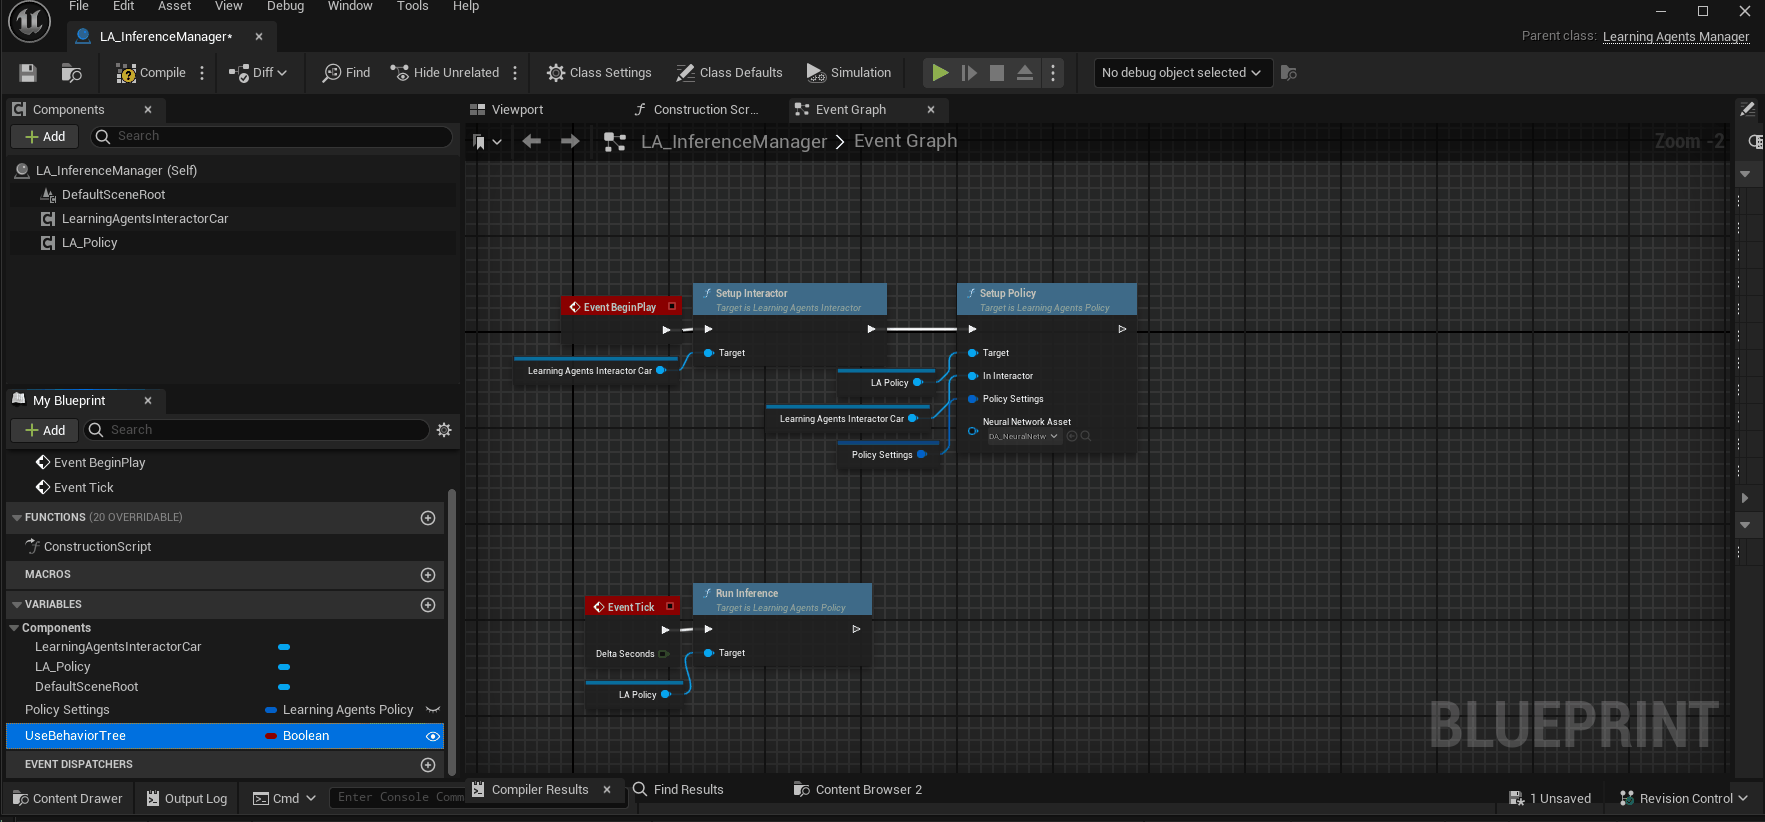 File Edit Asset View Debug Window Tools Help
LA_InferenceManager*
Parent class: Learning Agents Manager
Compile Diff Find Hide Unrelated Class Settings Class Defaults Simulation No debug object selected
Components
Viewport Construction Scr... Event Graph
Add Search
LA_InferenceManager > Event Graph
Zoom -2
LA_InferenceManager (Self)
DefaultSceneRoot
LearningAgentsInteractorCar
LA_Policy
Event BeginPlay
Setup Interactor
Target is Learning Agents Interactor
Target
Learning Agents Interactor Car
Setup Policy
Target is Learning Agents Policy
Target
In Interactor
Policy Settings
Neural Network Asset
DA_NeuralNetw
LA Policy
Learning Agents Interactor Car
Policy Settings
Event Tick
Delta Seconds
Run Inference
Target is Learning Agents Policy
Target
LA Policy
BLUEPRINT
My Blueprint
Add Search
Event BeginPlay
Event Tick
FUNCTIONS (20 OVERRIDABLE)
ConstructionScript
MACROS
VARIABLES
Components
LearningAgentsInteractorCar
LA_Policy
DefaultSceneRoot
Policy Settings Learning Agents Policy
UseBehaviorTree Boolean
EVENT DISPATCHERS
Compiler Results Find Results Content Browser 2
Content Drawer Output Log Cmd Enter Console Comm
1 Unsaved Revision Control